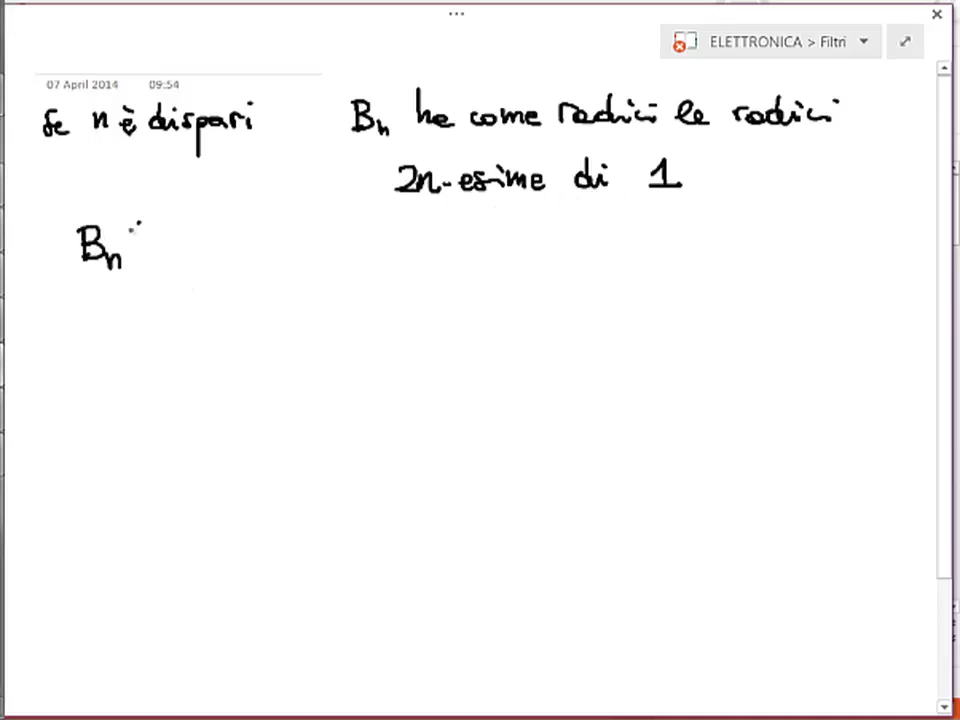 ...
ELETTRONICA > Filtri
07 April 2014 09:54
se n è dispari Bn ha come radici le radici
2n-esime di 1
Bn